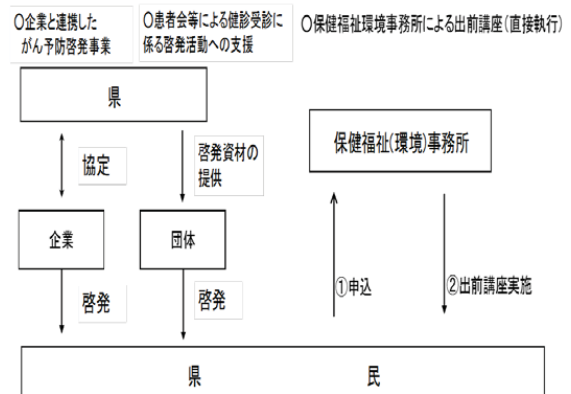 ○企業と連携した
がん予防啓発事業
○患者会等による健診受診に
係る啓発活動への支援
○保健福祉環境事務所による出前講座(直接執行)
県
保健福祉(環境)事務所
協定
啓発資材の
提供
企業
団体
①申込
②出前講座実施
啓発
啓発
県 民